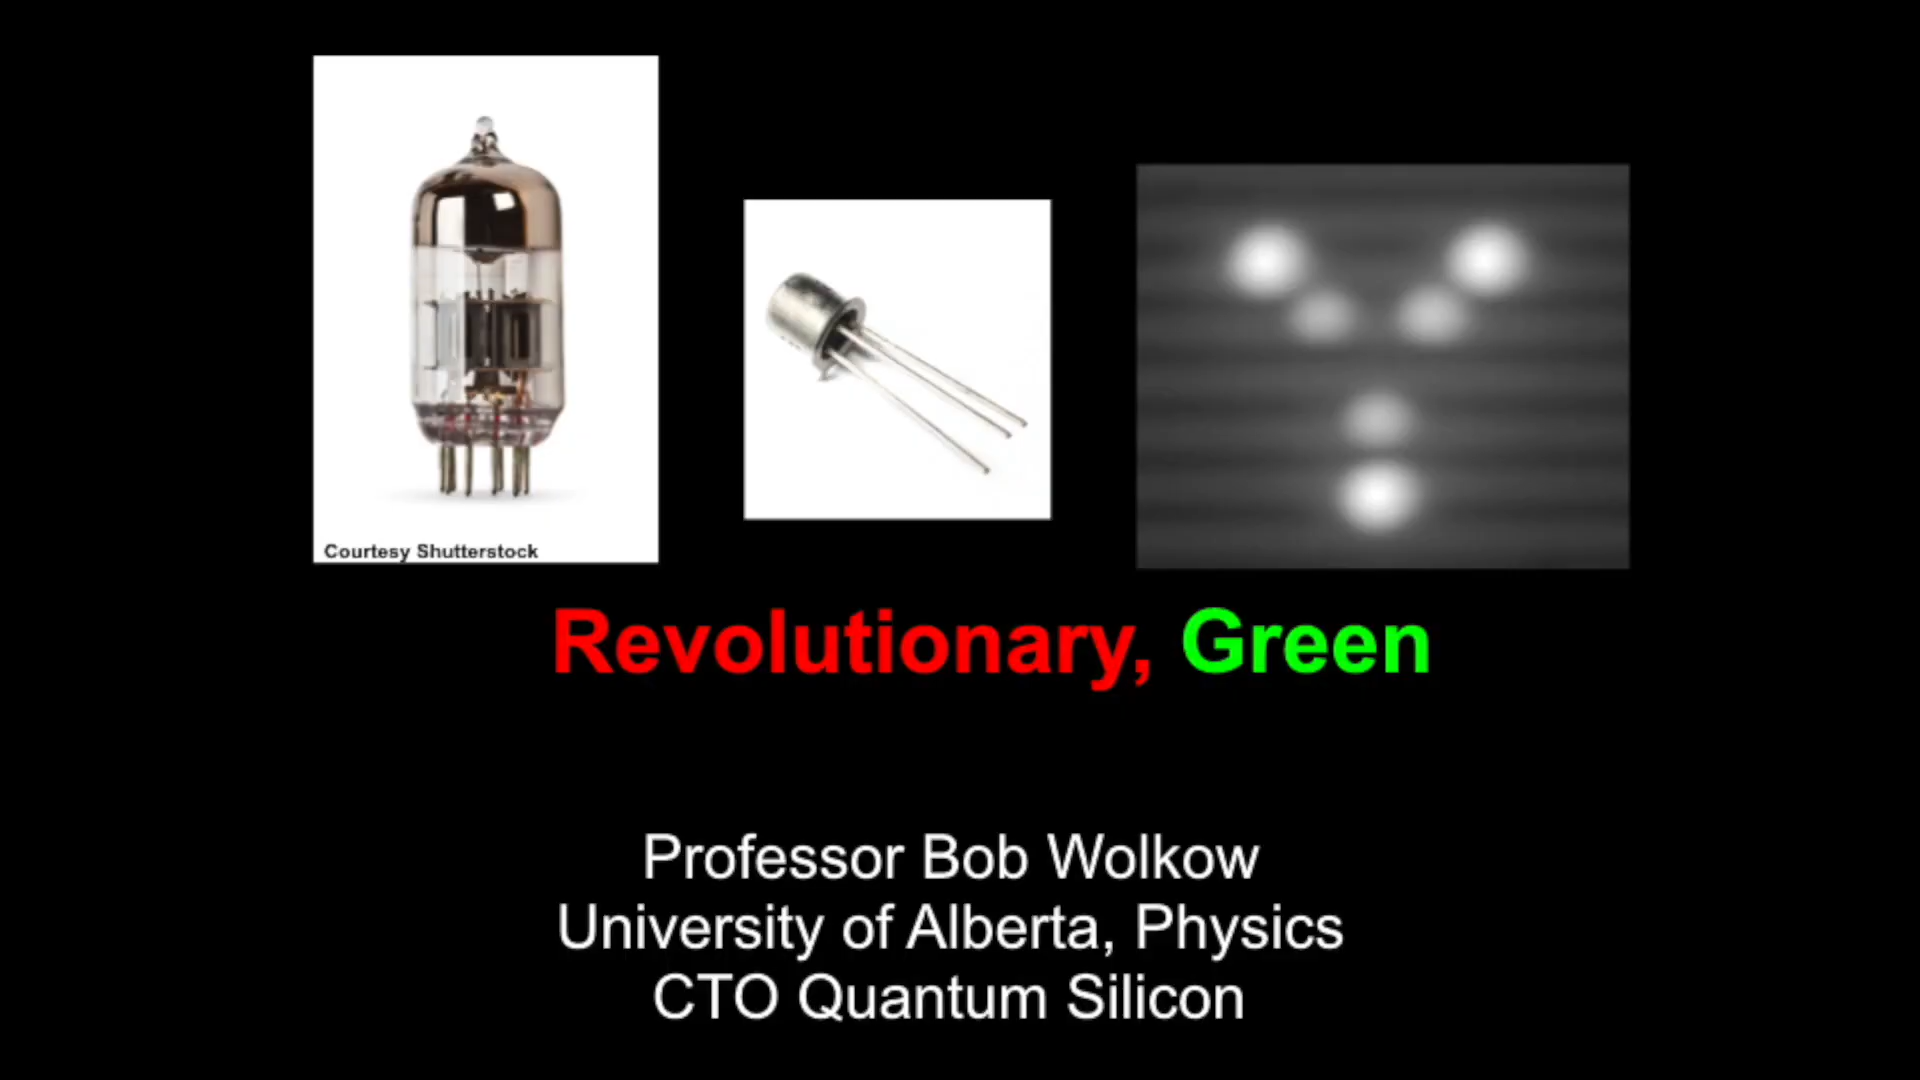 Courtesy Shutterstock
Revolutionary, Green
Professor Bob Wolkow
University of Alberta, Physics
CTO Quantum Silicon